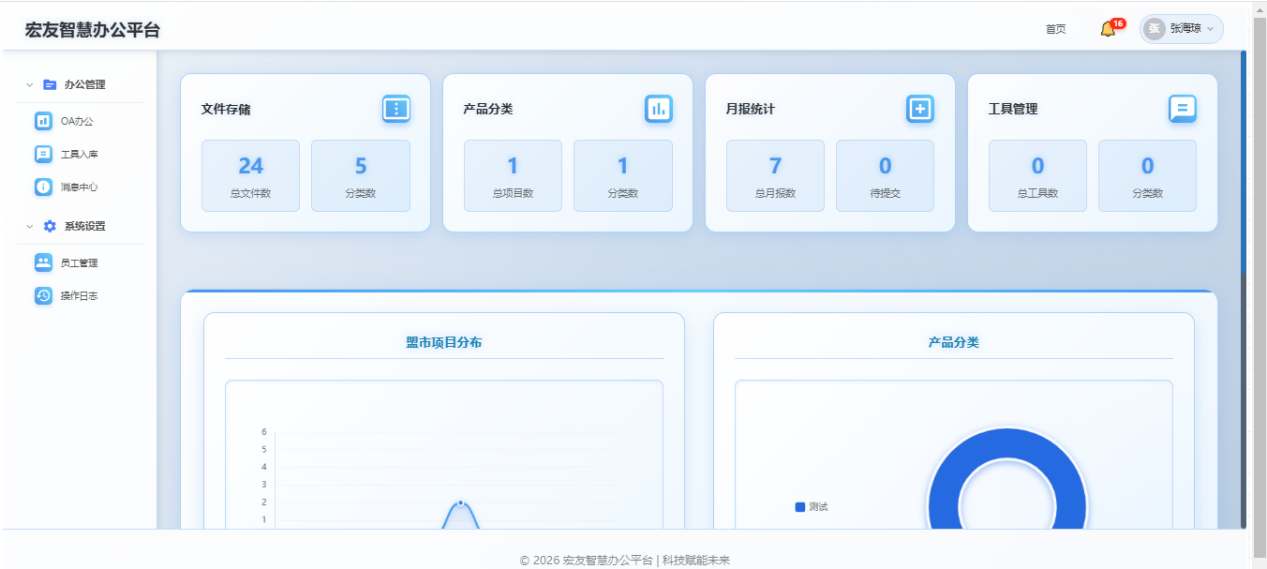 宏友智慧办公平台
首页
16
张
张海琼
办公管理
OA办公
工具入库
消息中心
系统设置
员工管理
操作日志
文件存储
24
总文件数
5
分类数
产品分类
1
总项目数
1
分类数
月报统计
7
总月报数
0
待提交
工具管理
0
总工具数
0
分类数
盟市项目分布
6
5
4
3
2
1
产品分类
测试
© 2026 宏友智慧办公平台 | 科技赋能未来